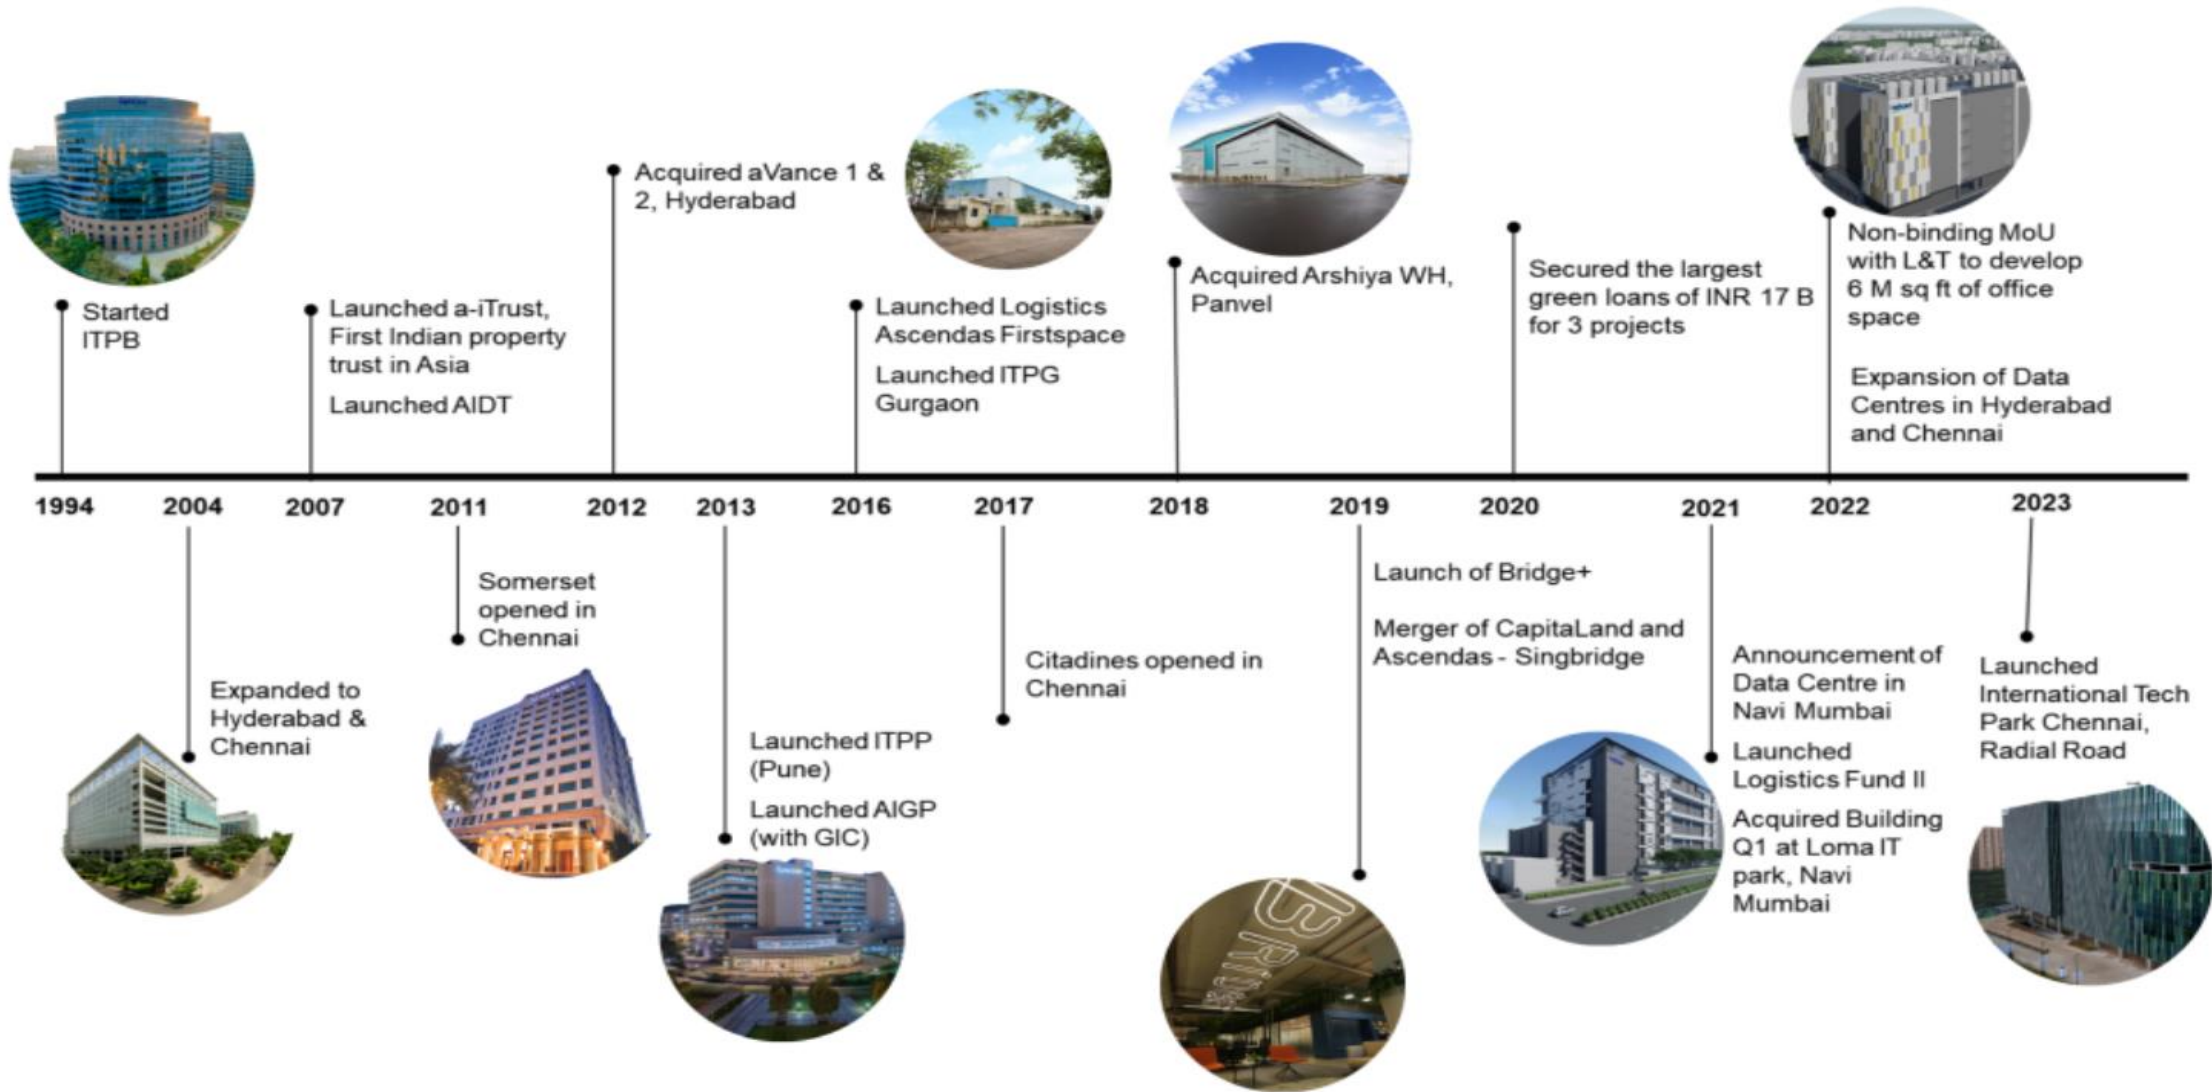 Started
ITPB
Launched a-iTrust,
First Indian property
trust in Asia
Launched AIDT
Acquired aVance 1 &
2, Hyderabad
Launched Logistics
Ascendas Firstspace
Launched ITPG
Gurgaon
Acquired Arshiya WH,
Panvel
Secured the largest
green loans of INR 17 B
for 3 projects
Non-binding MoU
with L&T to develop
6 M sq ft of office
space
Expansion of Data
Centres in Hyderabad
and Chennai
1994 2004 2007 2011 2012 2013 2016 2017 2018 2019 2020 2021 2022 2023
Expanded to
Hyderabad &
Chennai
Somerset
opened in
Chennai
Launched ITPP
(Pune)
Launched AIGP
(with GIC)
Citadines opened in
Chennai
Launch of Bridge+
Merger of CapitaLand and
Ascendas - Singbridge
Announcement of
Data Centre in
Navi Mumbai
Launched
Logistics Fund II
Acquired Building
Q1 at Loma IT
park, Navi
Mumbai
Launched
International Tech
Park Chennai,
Radial Road